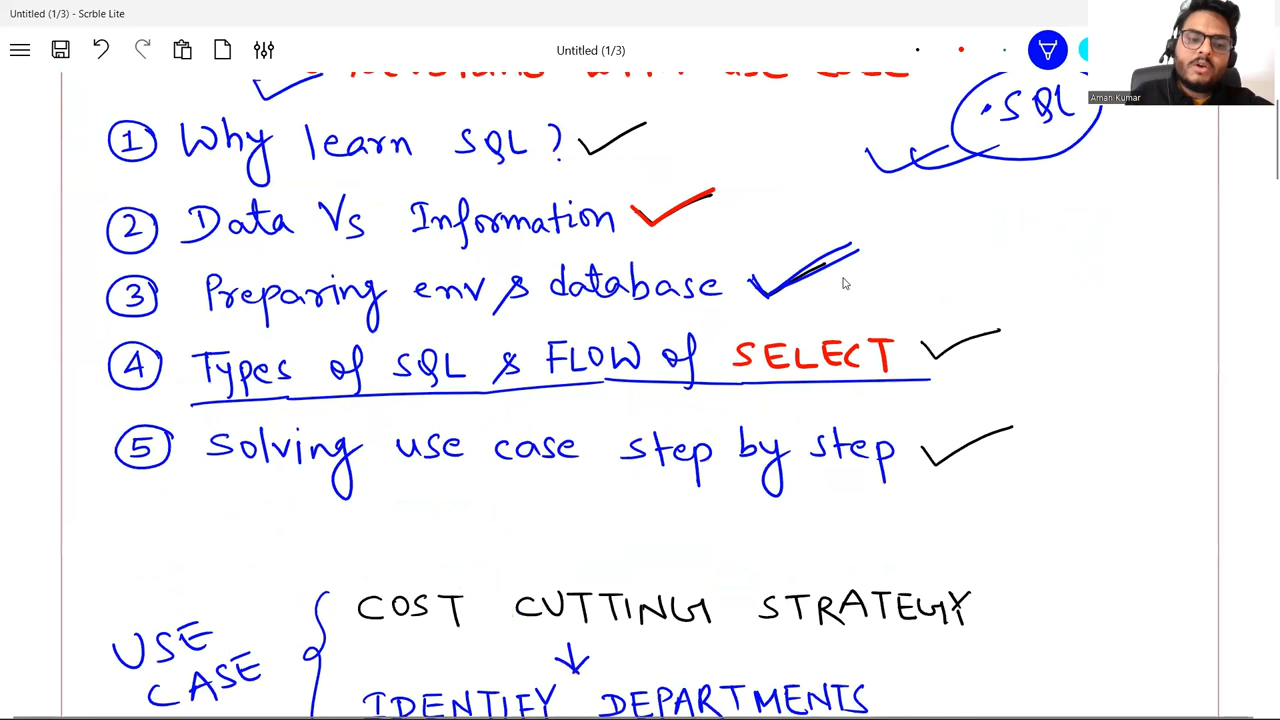 Untitled (1/3) - Scrble Lite
Untitled (1/3)
Aman Kumar
• SQL
① Why learn SQL?
② Data Vs Information
③ Preparing env & database
④ Types of SQL & FLOW of SELECT
⑤ Solving use case step by step
USE CASE
COST CUTTING STRATEGY
IDENTIFY DEPARTMENTS